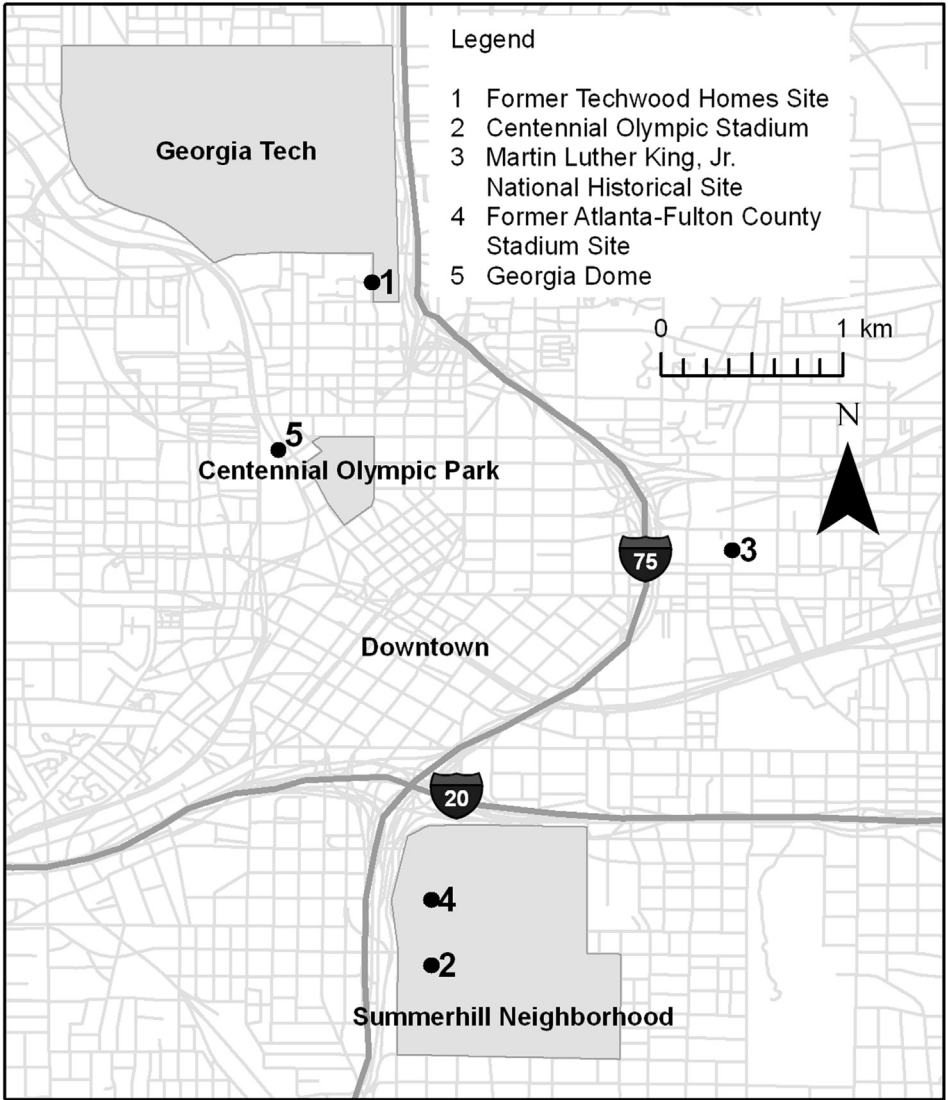 Legend
1 Former Techwood Homes Site
2 Centennial Olympic Stadium
3 Martin Luther King, Jr.
National Historical Site
4 Former Atlanta-Fulton County
Stadium Site
5 Georgia Dome
Georgia Tech
1
0 1 km
N
5
Centennial Olympic Park
75
3
Downtown
20
4
2
Summerhill Neighborhood